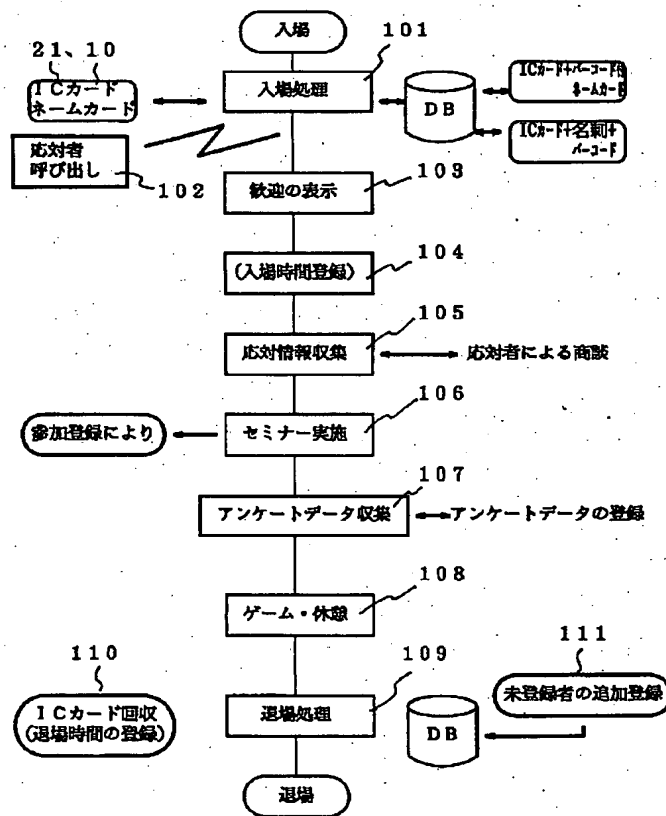 入場
101
21、10
ICカード
ネームカード
入場処理
DB
ICカード+バーコード付
ネームカード
ICカード+名刺+
バーコード
応対者
呼び出し
102
103
歓迎の表示
104
(入場時間登録)
105
応対情報収集
応対者による商談
106
参加登録により
セミナー実施
107
アンケートデータ収集
アンケートデータの登録
108
ゲーム・休憩
110
109
111
ICカード回収
(退場時間の登録)
退場処理
DB
未登録者の追加登録
退場